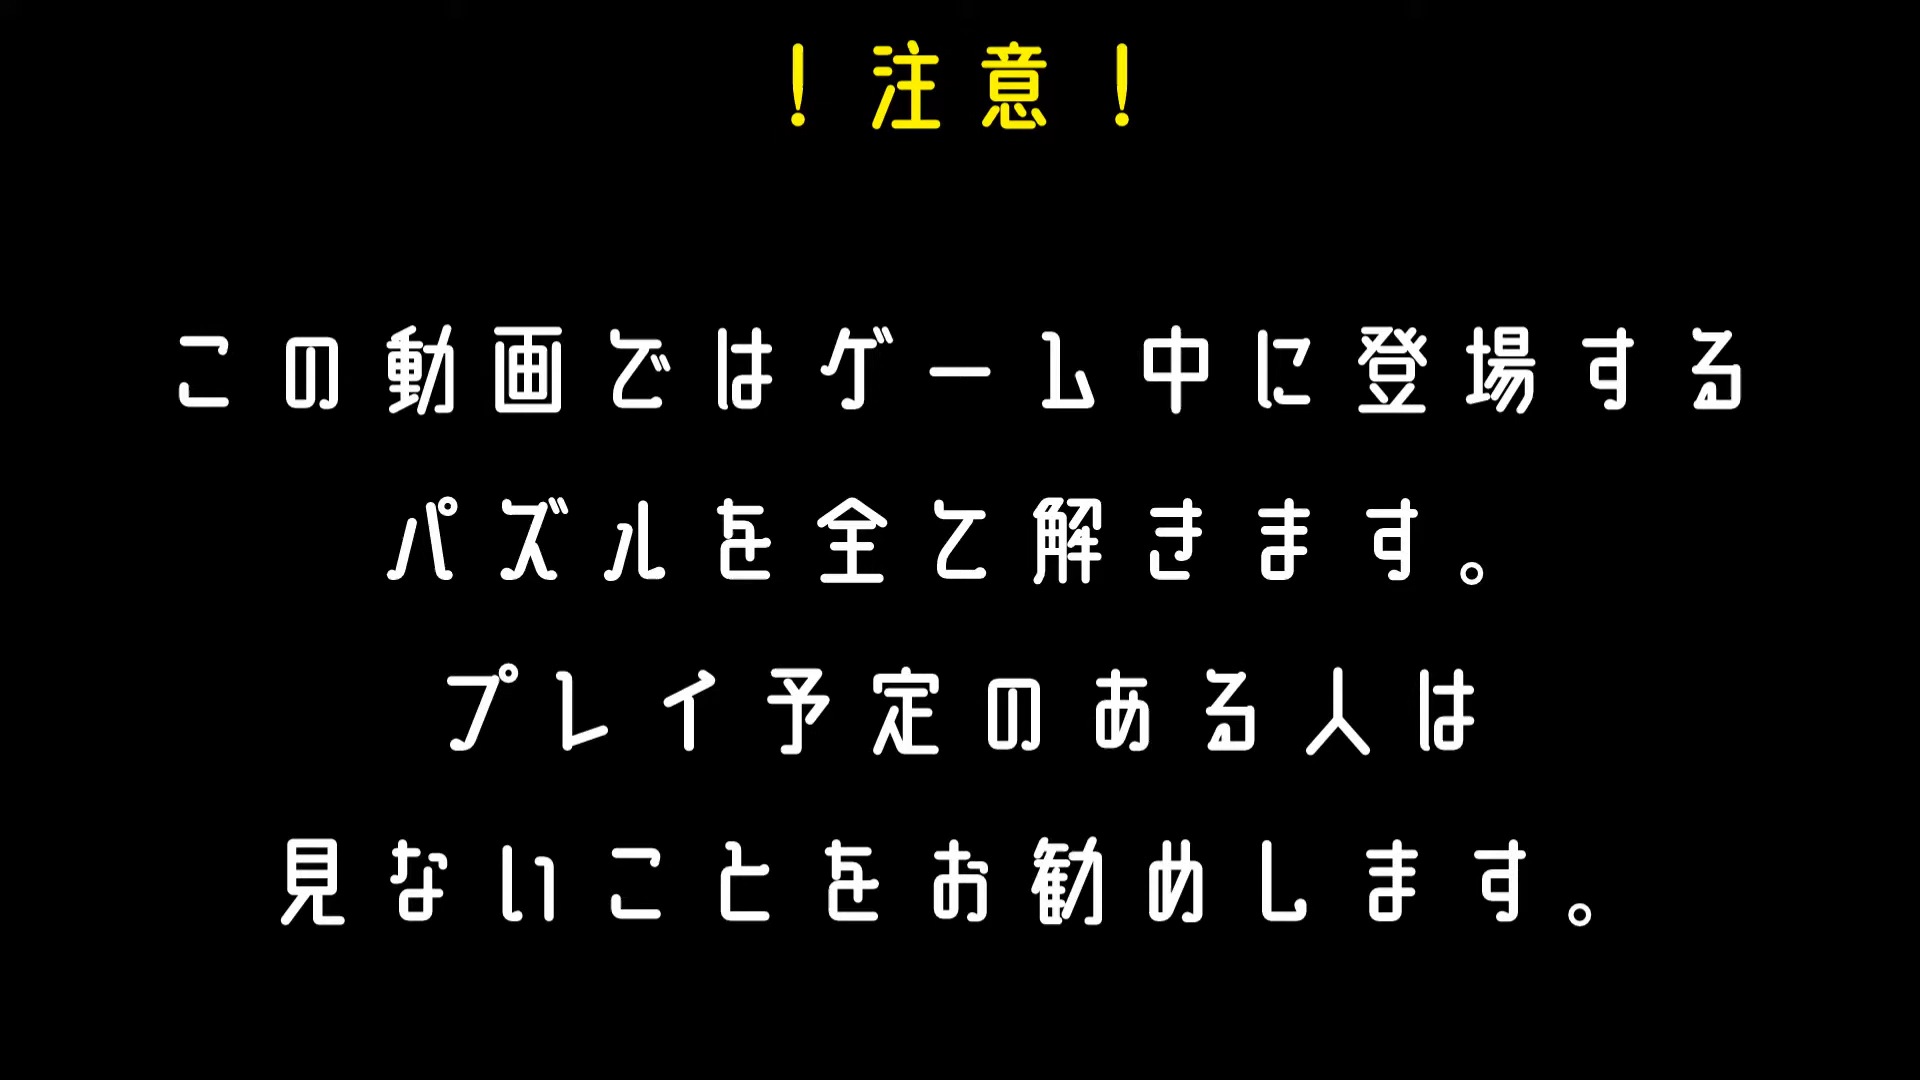 ！注意！
この動画ではゲーム中に登場する
パズルを全て解きます。
プレイ予定のある人は
見ないことをお勧めします。